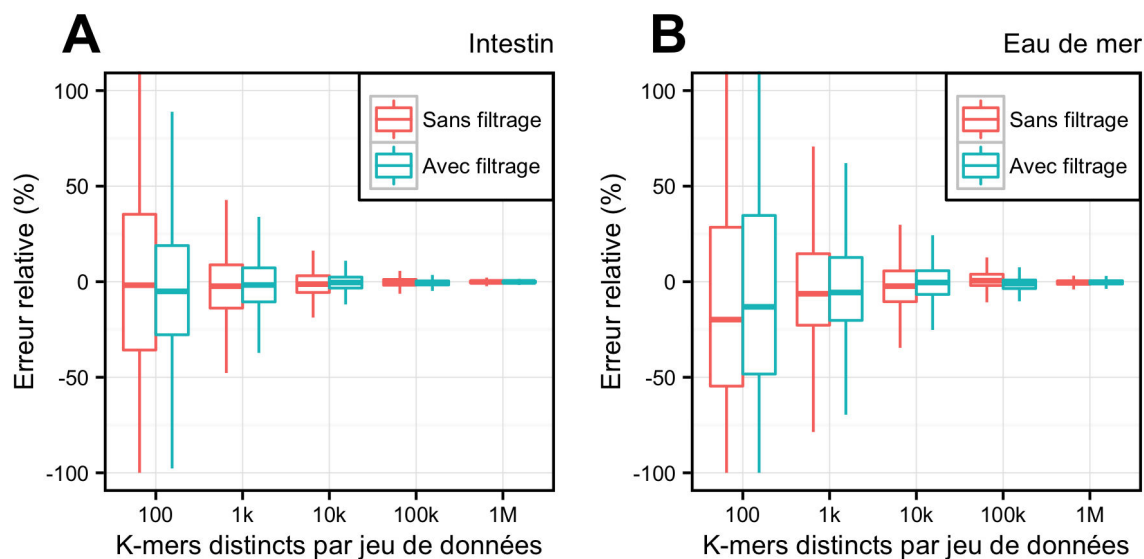 A
Intestin
Erreur relative (%)
100
50
0
-50
-100
Sans filtrage
Avec filtrage
100
1k
10k
100k
1M
K-mers distincts par jeu de données
B
Eau de mer
Erreur relative (%)
100
50
0
-50
-100
Sans filtrage
Avec filtrage
100
1k
10k
100k
1M
K-mers distincts par jeu de données